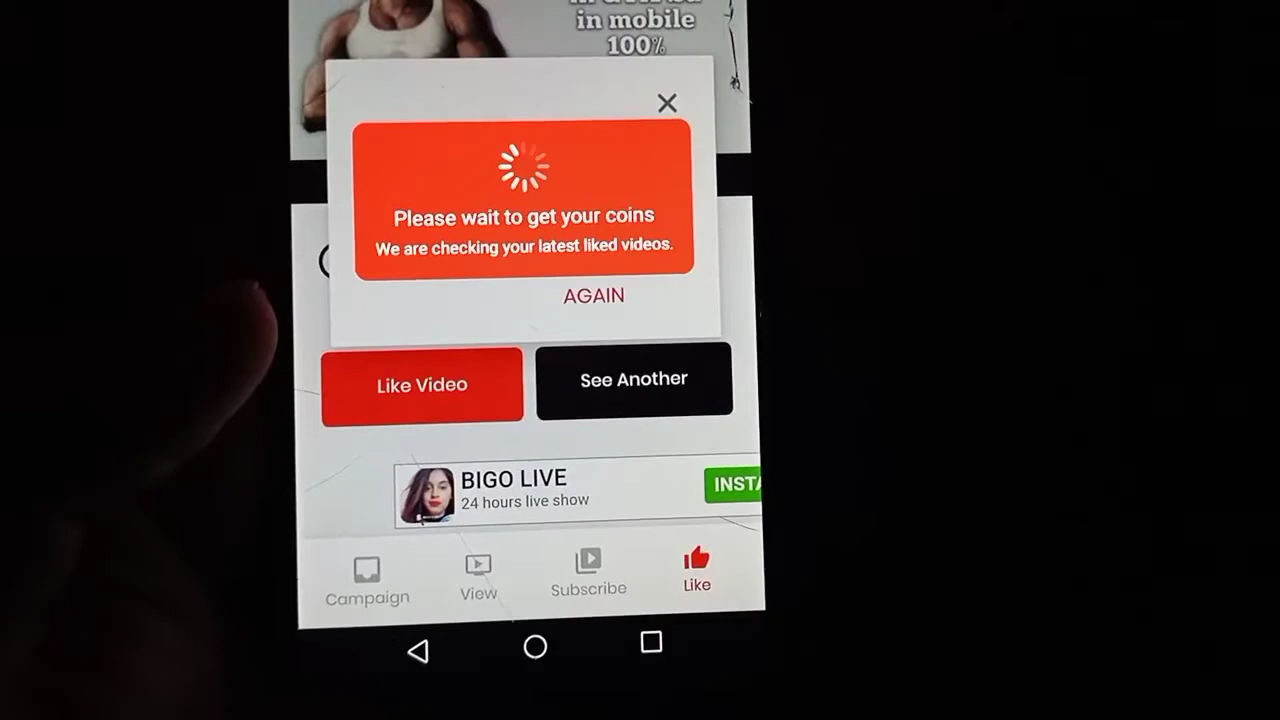 in mobile
100%
Please wait to get your coins
We are checking your latest liked videos.
AGAIN
Like Video
See Another
BIGO LIVE
24 hours live show
Campaign
View
Subscribe
Like